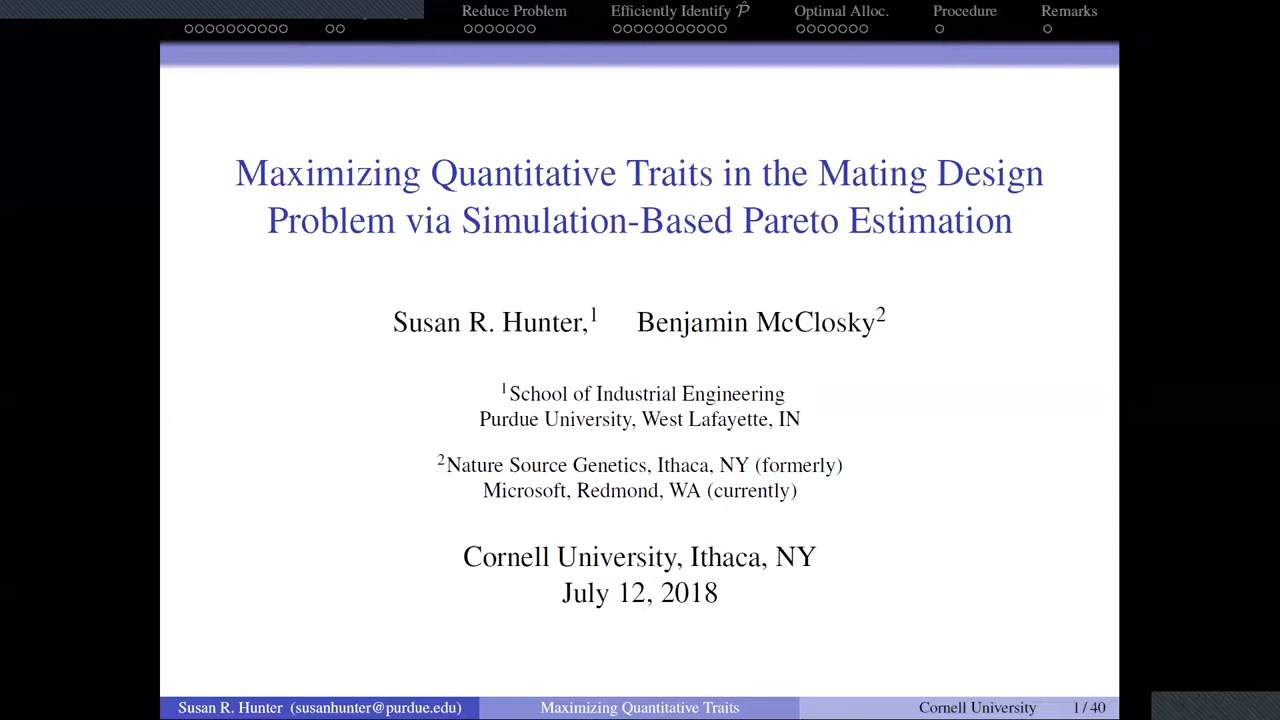 Reduce Problem Efficiently Identify P̂ Optimal Alloc. Procedure Remarks
Maximizing Quantitative Traits in the Mating Design
Problem via Simulation-Based Pareto Estimation
Susan R. Hunter,¹ Benjamin McClosky²
¹School of Industrial Engineering
Purdue University, West Lafayette, IN
²Nature Source Genetics, Ithaca, NY (formerly)
Microsoft, Redmond, WA (currently)
Cornell University, Ithaca, NY
July 12, 2018
Susan R. Hunter (susanhunter@purdue.edu) Maximizing Quantitative Traits Cornell University 1 / 40